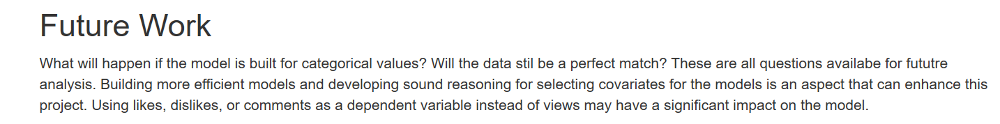 Future Work
What will happen if the model is built for categorical values? Will the data stil be a perfect match? These are all questions availabe for fututre
analysis. Building more efficient models and developing sound reasoning for selecting covariates for the models is an aspect that can enhance this
project. Using likes, dislikes, or comments as a dependent variable instead of views may have a significant impact on the model.